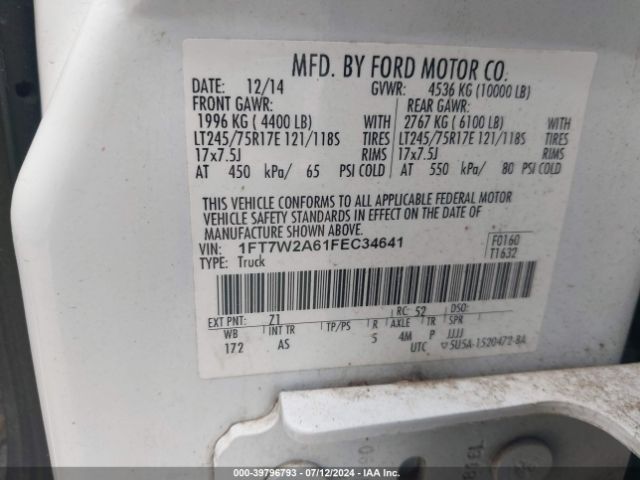 MFD. BY FORD MOTOR CO.
DATE: 12/14 GVWR: 4536 KG (10000 LB)
FRONT GAWR: REAR GAWR:
1996 KG ( 4400 LB) WITH 2767 KG ( 6100 LB) WITH
LT245/75R17E 121/118S TIRES LT245/75R17E 121/118S TIRES
17x7.5J RIMS 17x7.5J RIMS
AT 450 kPa/ 65 PSI COLD AT 550 kPa/ 80 PSI COLD
THIS VEHICLE CONFORMS TO ALL APPLICABLE FEDERAL MOTOR
VEHICLE SAFETY STANDARDS IN EFFECT ON THE DATE OF
MANUFACTURE SHOWN ABOVE.
VIN: 1FT7W2A61FEC34641 F0160
TYPE: Truck T1632
EXT PNT: Z1 RC: 52 DSO:
WB INT TR TP/PS R AXLE TR SPR
172 AS 5 4M P JJJJ
UTC 5U5A-1520472-BA
000-39796793 - 07/12/2024 - IAA Inc.